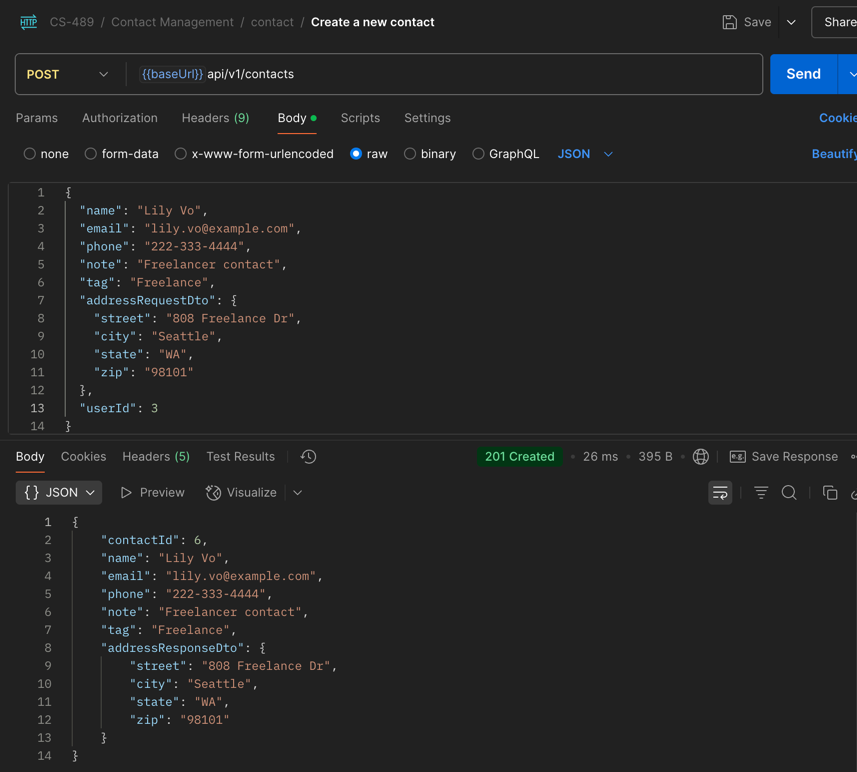 HTTP CS-489 / Contact Management / contact / Create a new contact Save Share
POST {{baseUrl}} api/v1/contacts Send
Params Authorization Headers (9) Body Scripts Settings Cookie
none form-data x-www-form-urlencoded raw binary GraphQL JSON Beautify
1 {
2 "name": "Lily Vo",
3 "email": "lily.vo@example.com",
4 "phone": "222-333-4444",
5 "note": "Freelancer contact",
6 "tag": "Freelance",
7 "addressRequestDto": {
8 "street": "808 Freelance Dr",
9 "city": "Seattle",
10 "state": "WA",
11 "zip": "98101"
12 },
13 "userId": 3
14 }
Body Cookies Headers (5) Test Results 201 Created • 26 ms • 395 B • e.g. Save Response
{} JSON Preview Visualize
1 {
2 "contactId": 6,
3 "name": "Lily Vo",
4 "email": "lily.vo@example.com",
5 "phone": "222-333-4444",
6 "note": "Freelancer contact",
7 "tag": "Freelance",
8 "addressResponseDto": {
9 "street": "808 Freelance Dr",
10 "city": "Seattle",
11 "state": "WA",
12 "zip": "98101"
13 }
14 }